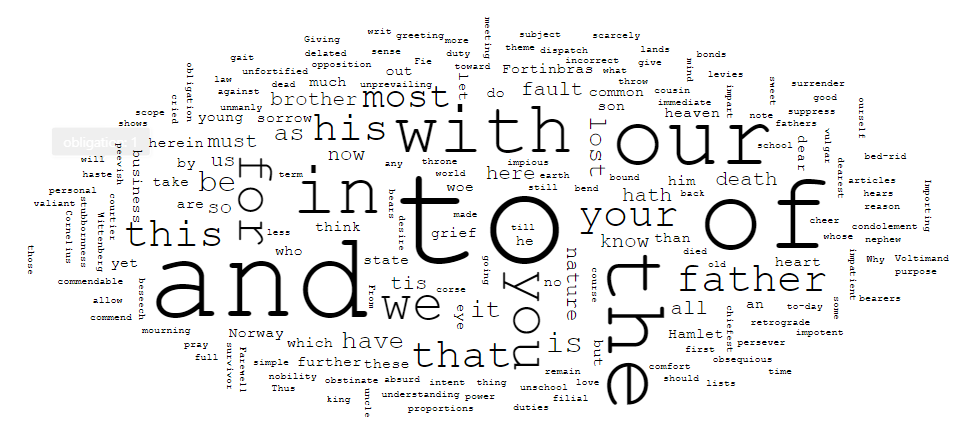 meeting
writ greeting more subject scarcely
Giving
delated sense duty theme dispatch lands bonds
gait opposition Fie incorrect give
obligation unfortified out toward Fortinbras what mind levies
law dead much unprevailing let do fault throw cousin sweet surrender
against brother most common immediate impart good
cried unmanly sorrow son heaven note suppress ourself
scope young as his with lost our fathers
shows herein must school vulgar
obligation: 1
peevish business by us for now any throne impious here bound him death dear dearest bed-rid
will haste take be term in world earth hath back articles
personal courtier are so bears woe still bend your of hears Importing
valiant stubbornness Wittenberg this less think desire grief made till he to know than reason
Cornelius who died cheer condolement
those yet state going nature old whose nephew
commendable beseech and tis corse no course father heart impatient Why Voltimand
From we eye it you the purpose
allow all an to-day some bearers
commend chiefest retrograde
mourning Norway which have that is but Hamlet persever impotent
pray first
full survivor Farewell simple further these obsequious
nobility remain comfort time
Thus obstinate absurd intent thing unschool love should lists
king uncle understanding power filial
proportions duties